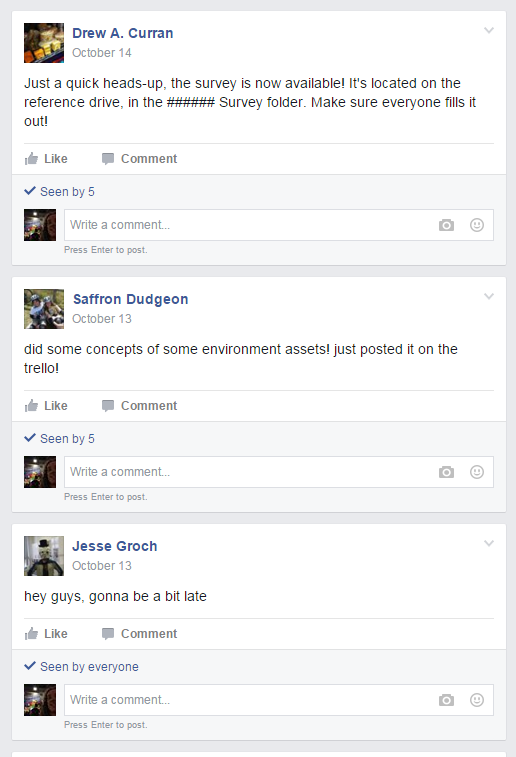 Drew A. Curran
October 14
Just a quick heads-up, the survey is now available! It's located on the
reference drive, in the ###### Survey folder. Make sure everyone fills it
out!
Like Comment
Seen by 5
Write a comment...
Press Enter to post.
Saffron Dudgeon
October 13
did some concepts of some environment assets! just posted it on the
trello!
Like Comment
Seen by 5
Write a comment...
Press Enter to post.
Jesse Groch
October 13
hey guys, gonna be a bit late
Like Comment
Seen by everyone
Write a comment...
Press Enter to post.